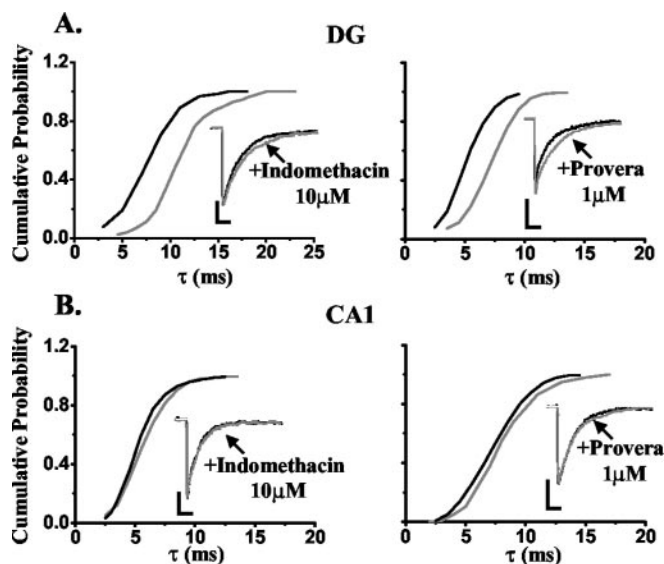 A.
DG
Cumulative Probability
1.2
0.8
0.4
0.0
0 5 10 15 20 25
τ (ms)
+Indomethacin
10µM
0 5 10 15 20
τ (ms)
+Provera
1µM
B.
CA1
Cumulative Probability
1.2
0.8
0.4
0.0
0 5 10 15 20
τ (ms)
+Indomethacin
10µM
0 5 10 15 20
τ (ms)
+Provera
1µM